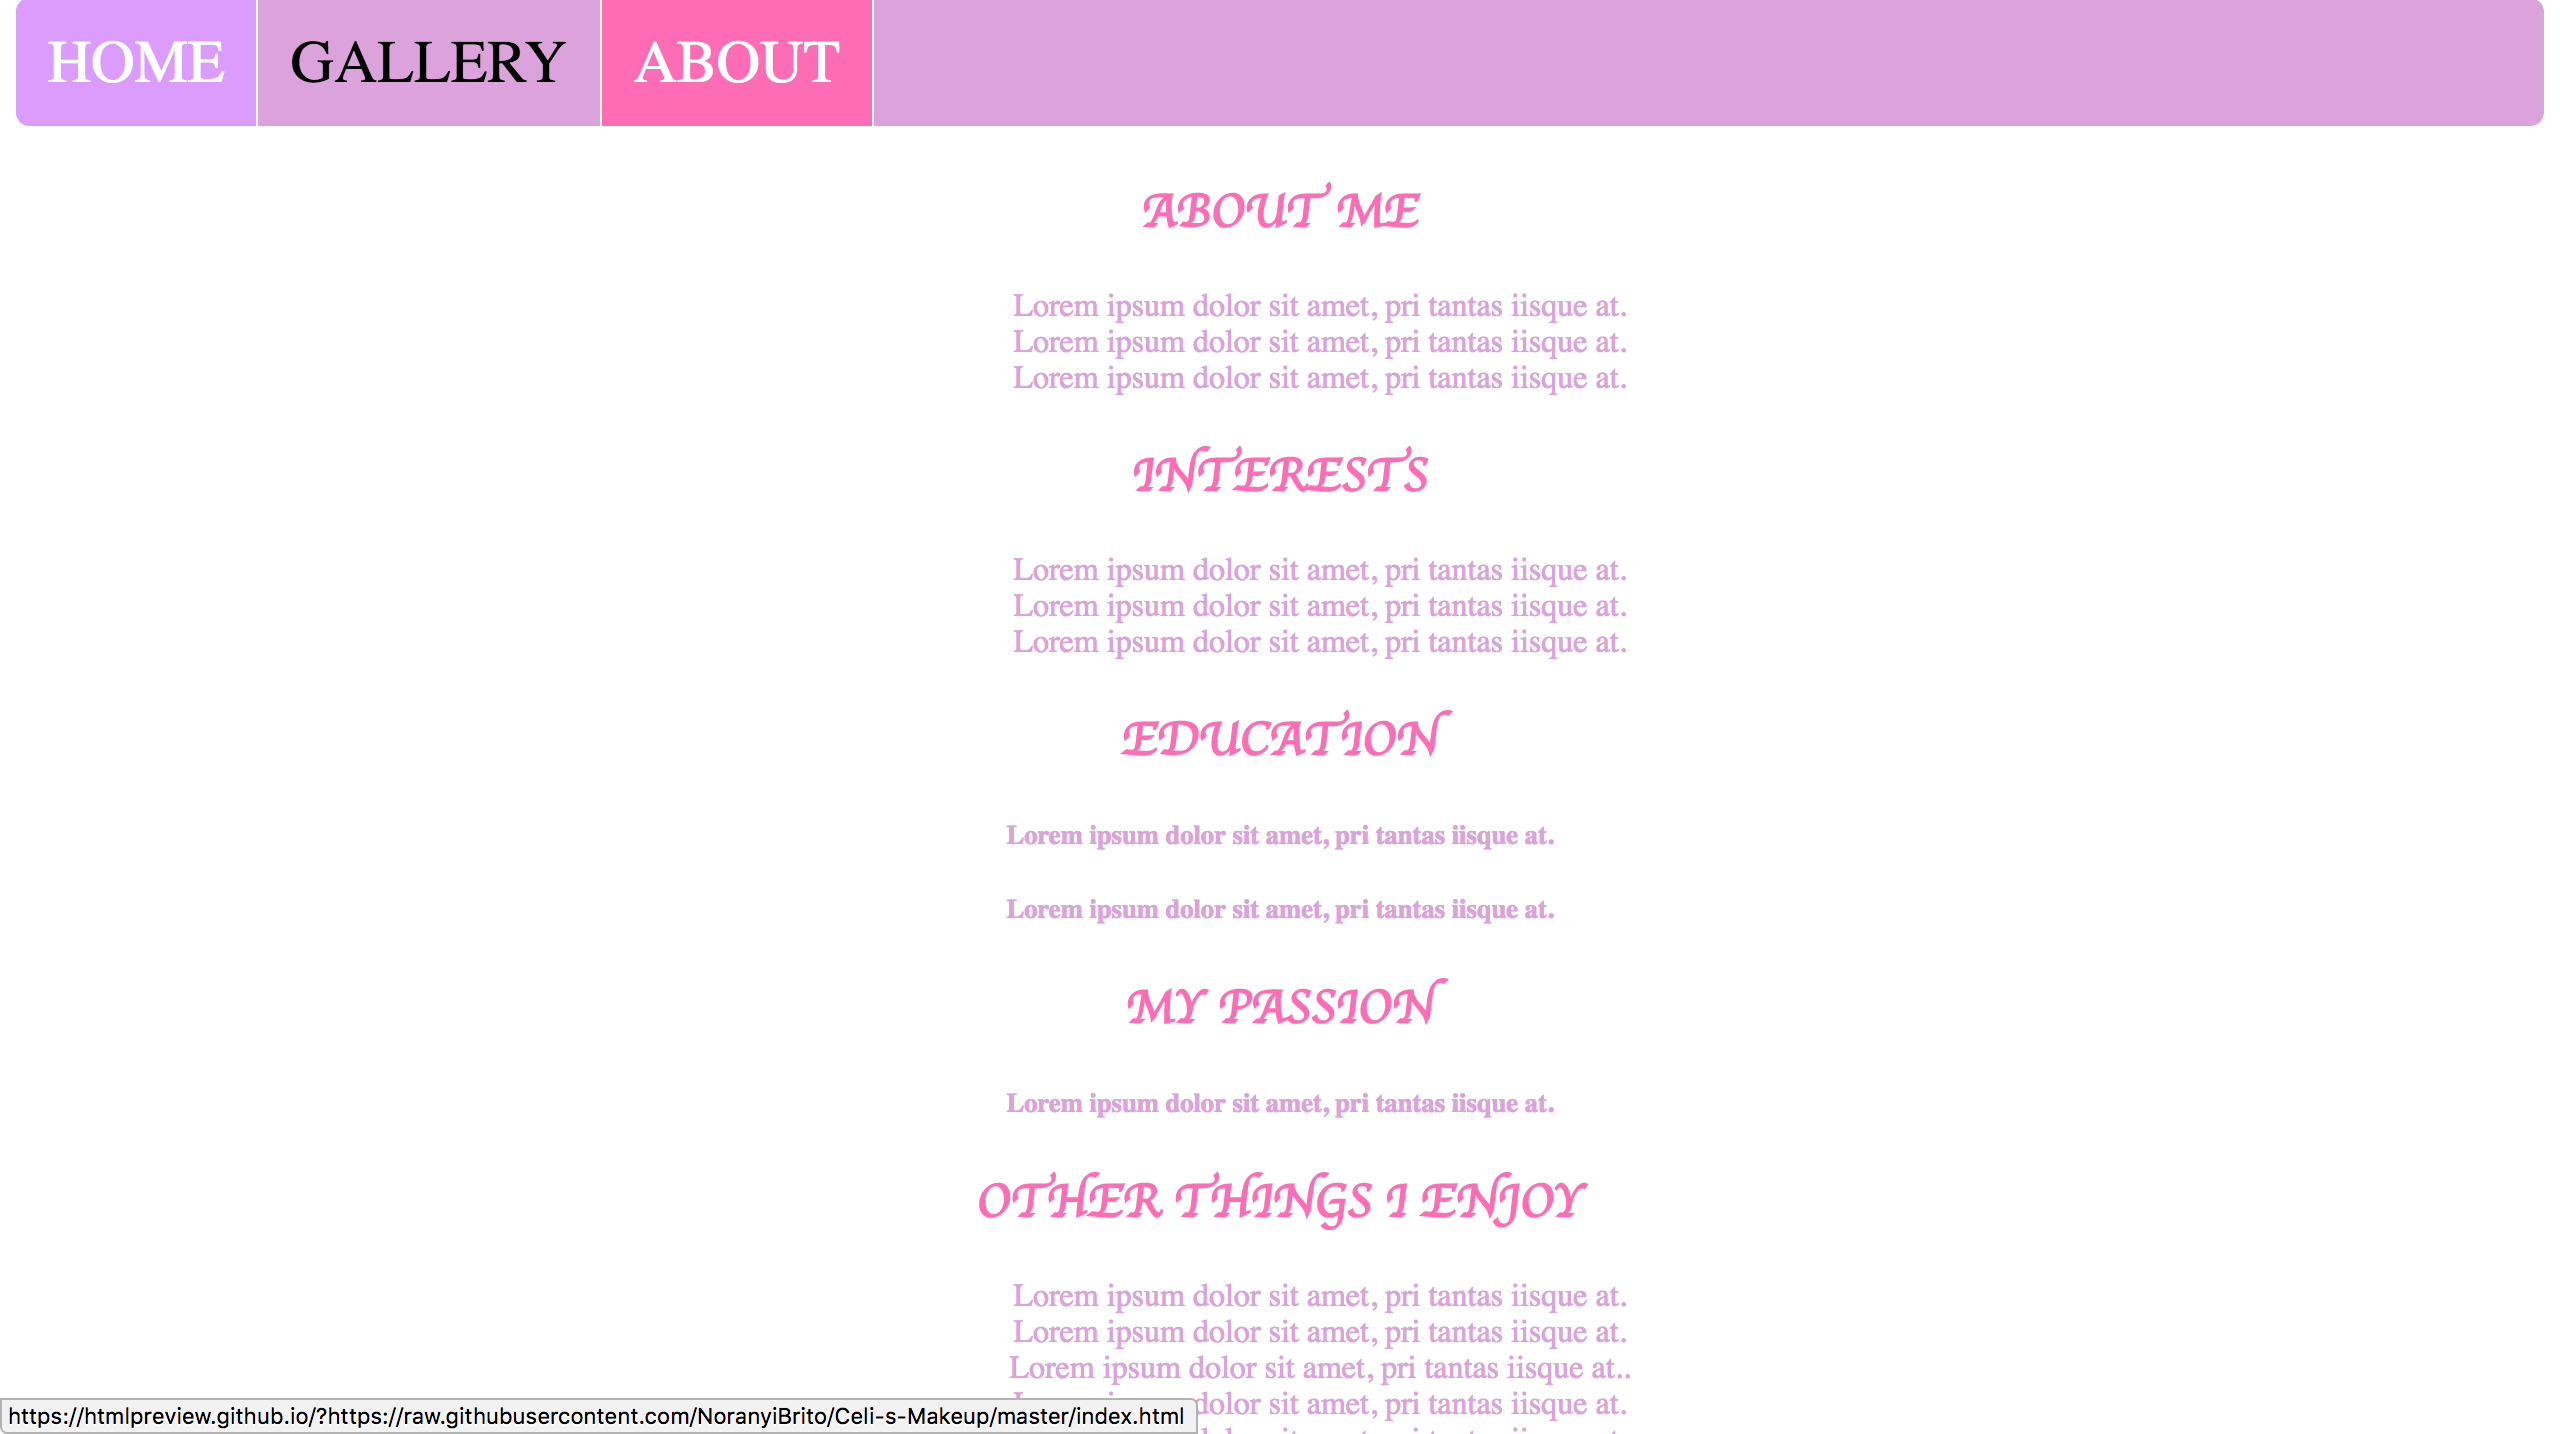 HOME GALLERY ABOUT
ABOUT ME
Lorem ipsum dolor sit amet, pri tantas iisque at.
Lorem ipsum dolor sit amet, pri tantas iisque at.
Lorem ipsum dolor sit amet, pri tantas iisque at.
INTERESTS
Lorem ipsum dolor sit amet, pri tantas iisque at.
Lorem ipsum dolor sit amet, pri tantas iisque at.
Lorem ipsum dolor sit amet, pri tantas iisque at.
EDUCATION
Lorem ipsum dolor sit amet, pri tantas iisque at.
Lorem ipsum dolor sit amet, pri tantas iisque at.
MY PASSION
Lorem ipsum dolor sit amet, pri tantas iisque at.
OTHER THINGS I ENJOY
Lorem ipsum dolor sit amet, pri tantas iisque at.
Lorem ipsum dolor sit amet, pri tantas iisque at.
Lorem ipsum dolor sit amet, pri tantas iisque at..
dolor sit amet, pri tantas iisque at.
https://htmlpreview.github.io/?https://raw.githubusercontent.com/NoranyiBrito/Celi-s-Makeup/master/index.html